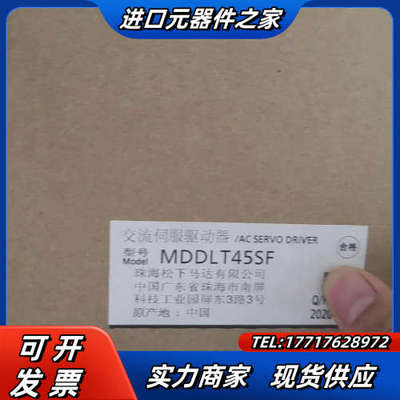 进口元器件之家
交流伺服驱动器 /AC SERVO DRIVER
合格
型号
Model MDDLT45SF
珠海松下马达有限公司
中国广东省珠海市南屏
科技工业园屏东3路3号
原产地：中国
2020
可开
发票
电话:17717628972
实力商家 现货供应